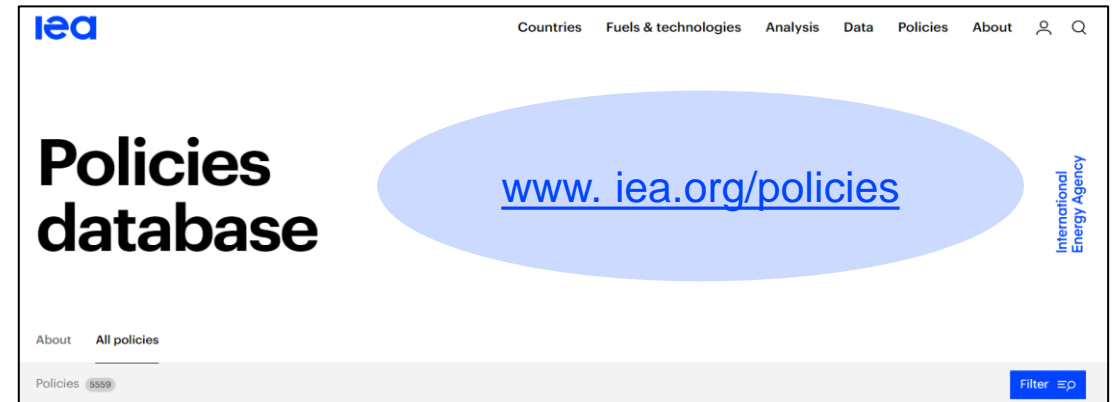 iea
Countries Fuels & technologies Analysis Data Policies About
Policies
database
www. iea.org/policies
International
Energy Agency
About All policies
Policies 5559
Filter